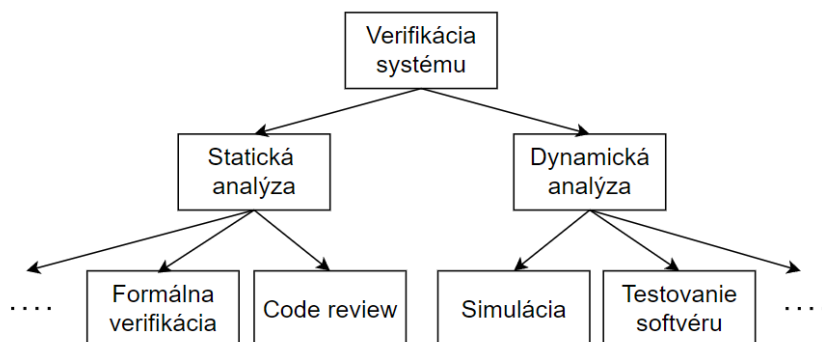 Verifikácia
systému
Statická
analýza
Dynamická
analýza
....
Formálna
verifikácia
Code review
Simulácia
Testovanie
softvéru
...